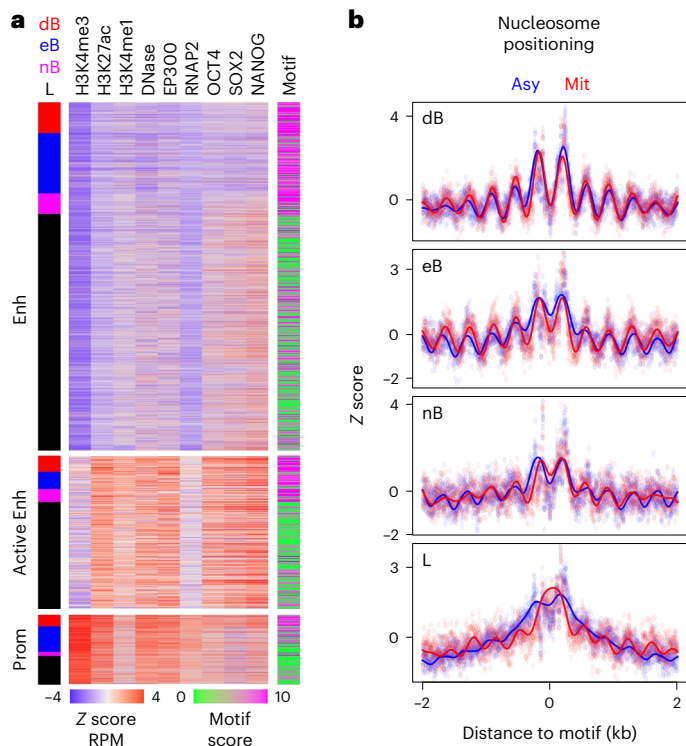 a
dB
eB
nB
L
H3K4me3
H3K27ac
H3K4me1
DNase
EP300
RNAP2
OCT4
SOX2
NANOG
Motif
Enh
Active Enh
Prom
−4
4
0
10
Z score
RPM
Motif
score
b
Nucleosome
positioning
Asy
Mit
Z score
dB
4
0
eB
3
0
−2
nB
4
0
−2
L
3
0
−2
0
2
Distance to motif (kb)